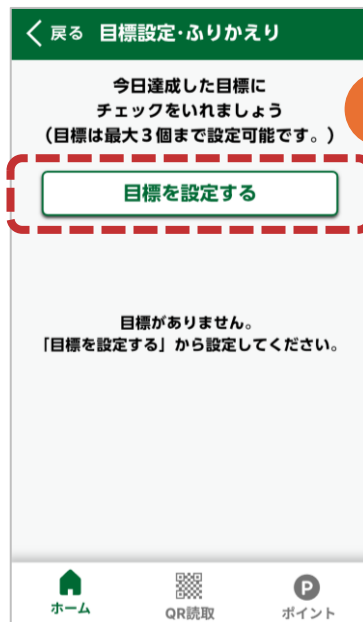 戻る 目標設定・ふりかえり
今日達成した目標に
チェックをいれましょう
(目標は最大3個まで設定可能です。)
目標を設定する
目標がありません。
「目標を設定する」から設定してください。
ホーム QR読取 P ポイント